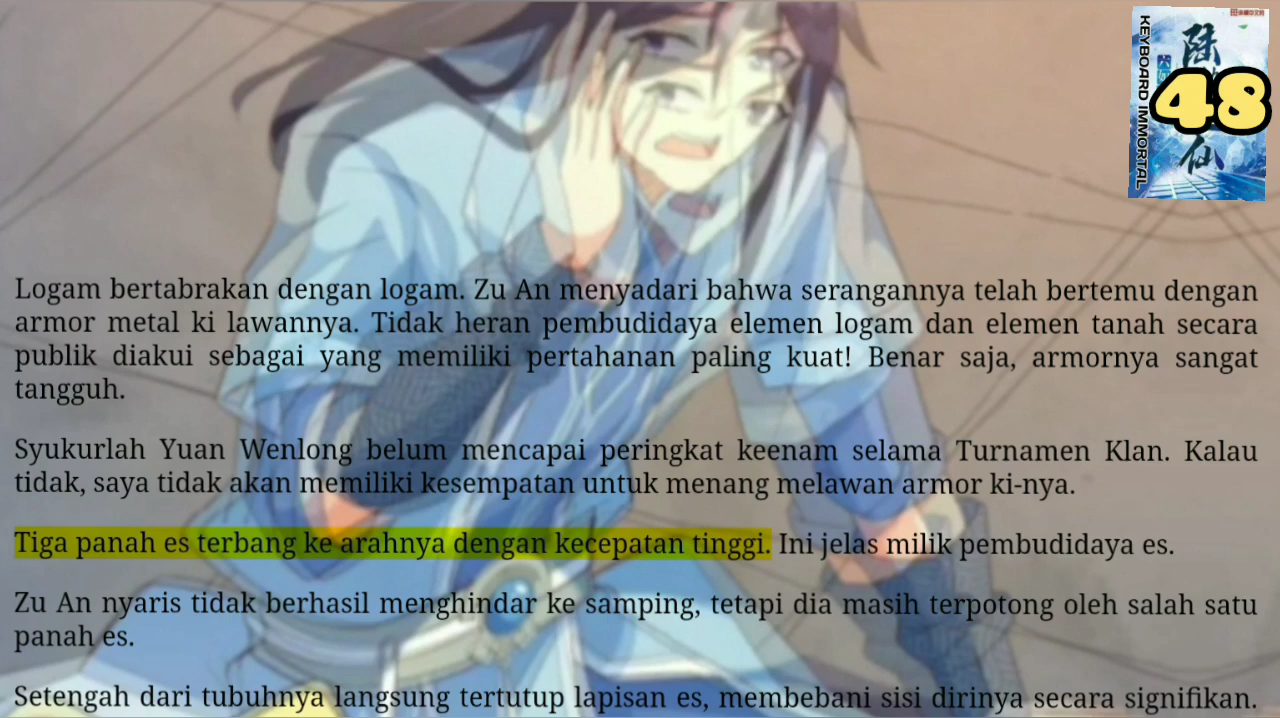 KEYBOARD IMMORTAL
陆
仙
48
Logam bertabrakan dengan logam. Zu An menyadari bahwa serangannya telah bertemu dengan
armor metal ki lawannya. Tidak heran pembudidaya elemen logam dan elemen tanah secara
publik diakui sebagai yang memiliki pertahanan paling kuat! Benar saja, armornya sangat
tangguh.
Syukurlah Yuan Wenlong belum mencapai peringkat keenam selama Turnamen Klan. Kalau
tidak, saya tidak akan memiliki kesempatan untuk menang melawan armor ki-nya.
Tiga panah es terbang ke arahnya dengan kecepatan tinggi. Ini jelas milik pembudidaya es.
Zu An nyaris tidak berhasil menghindar ke samping, tetapi dia masih terpotong oleh salah satu
panah es.
Setengah dari tubuhnya langsung tertutup lapisan es, membebani sisi dirinya secara signifikan.